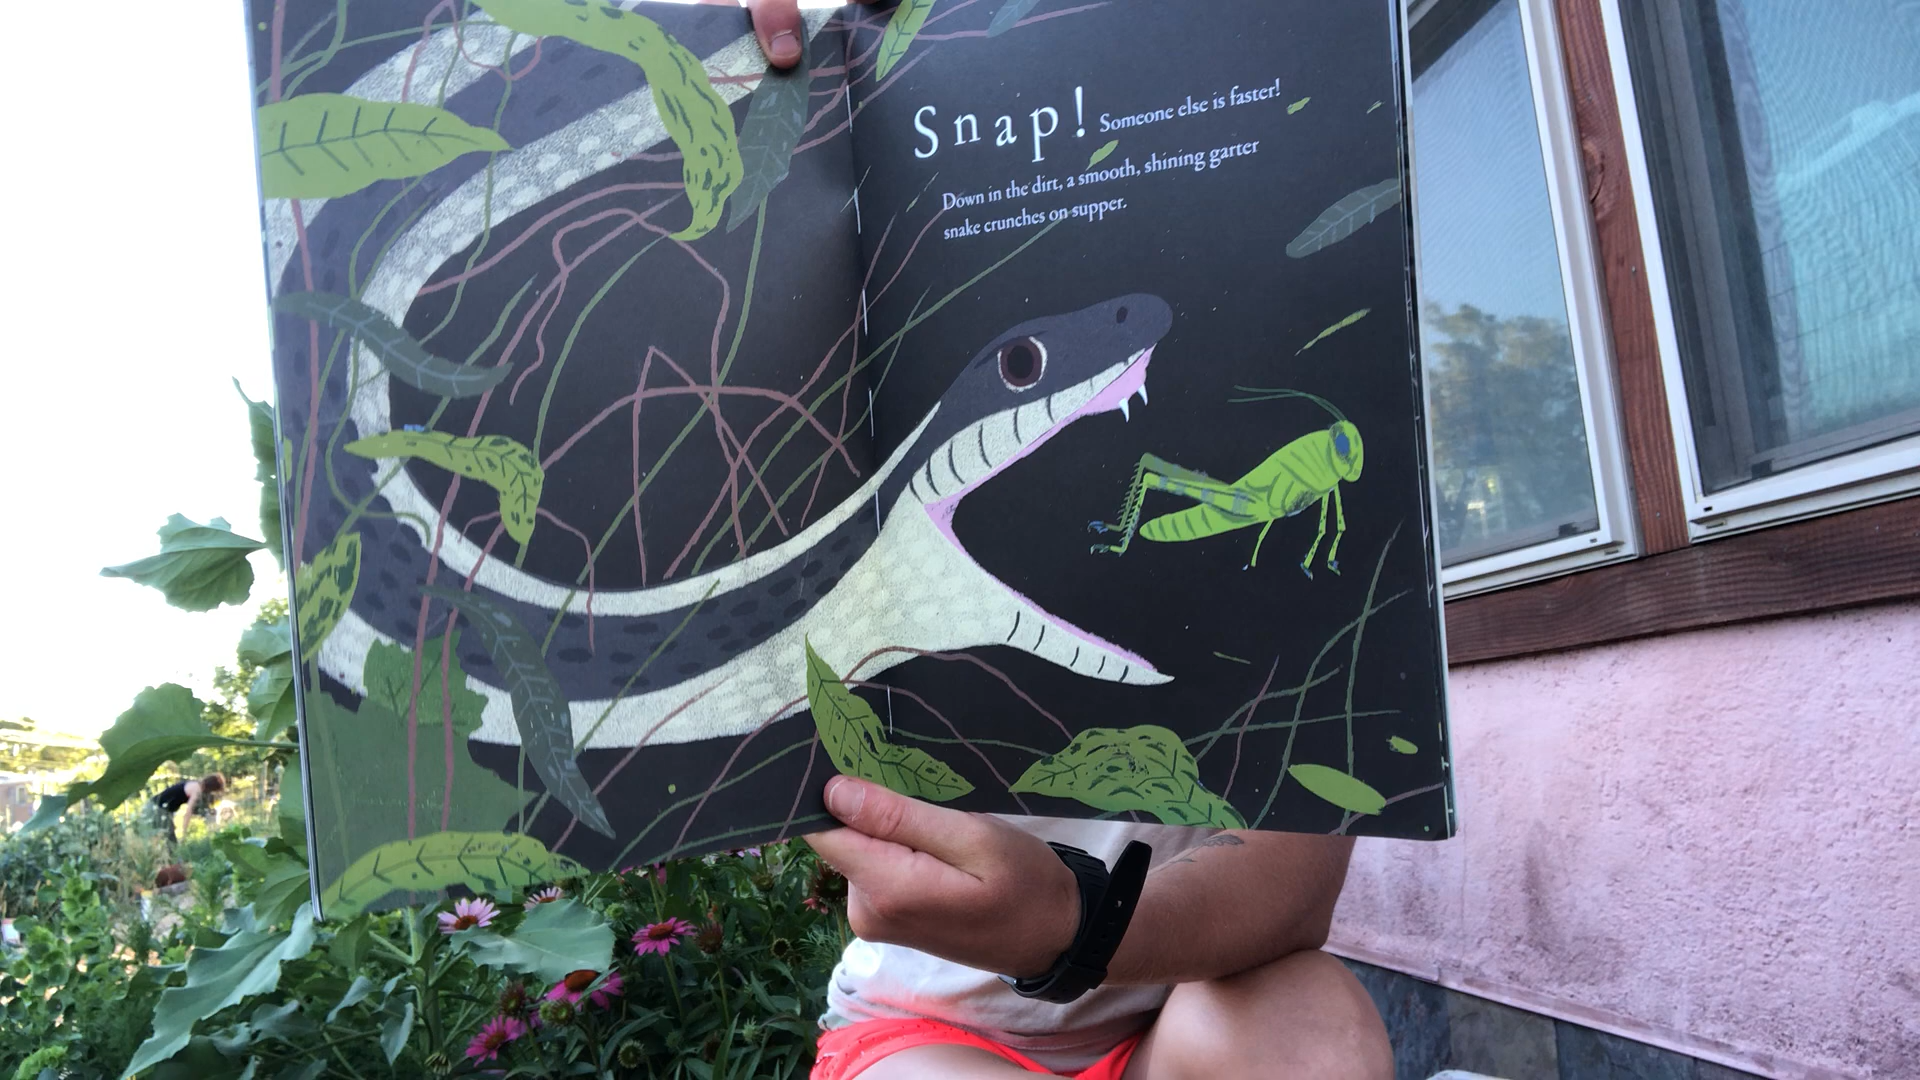 Snap! Someone else is faster!
Down in the dirt, a smooth, shining garter
snake crunches on supper.